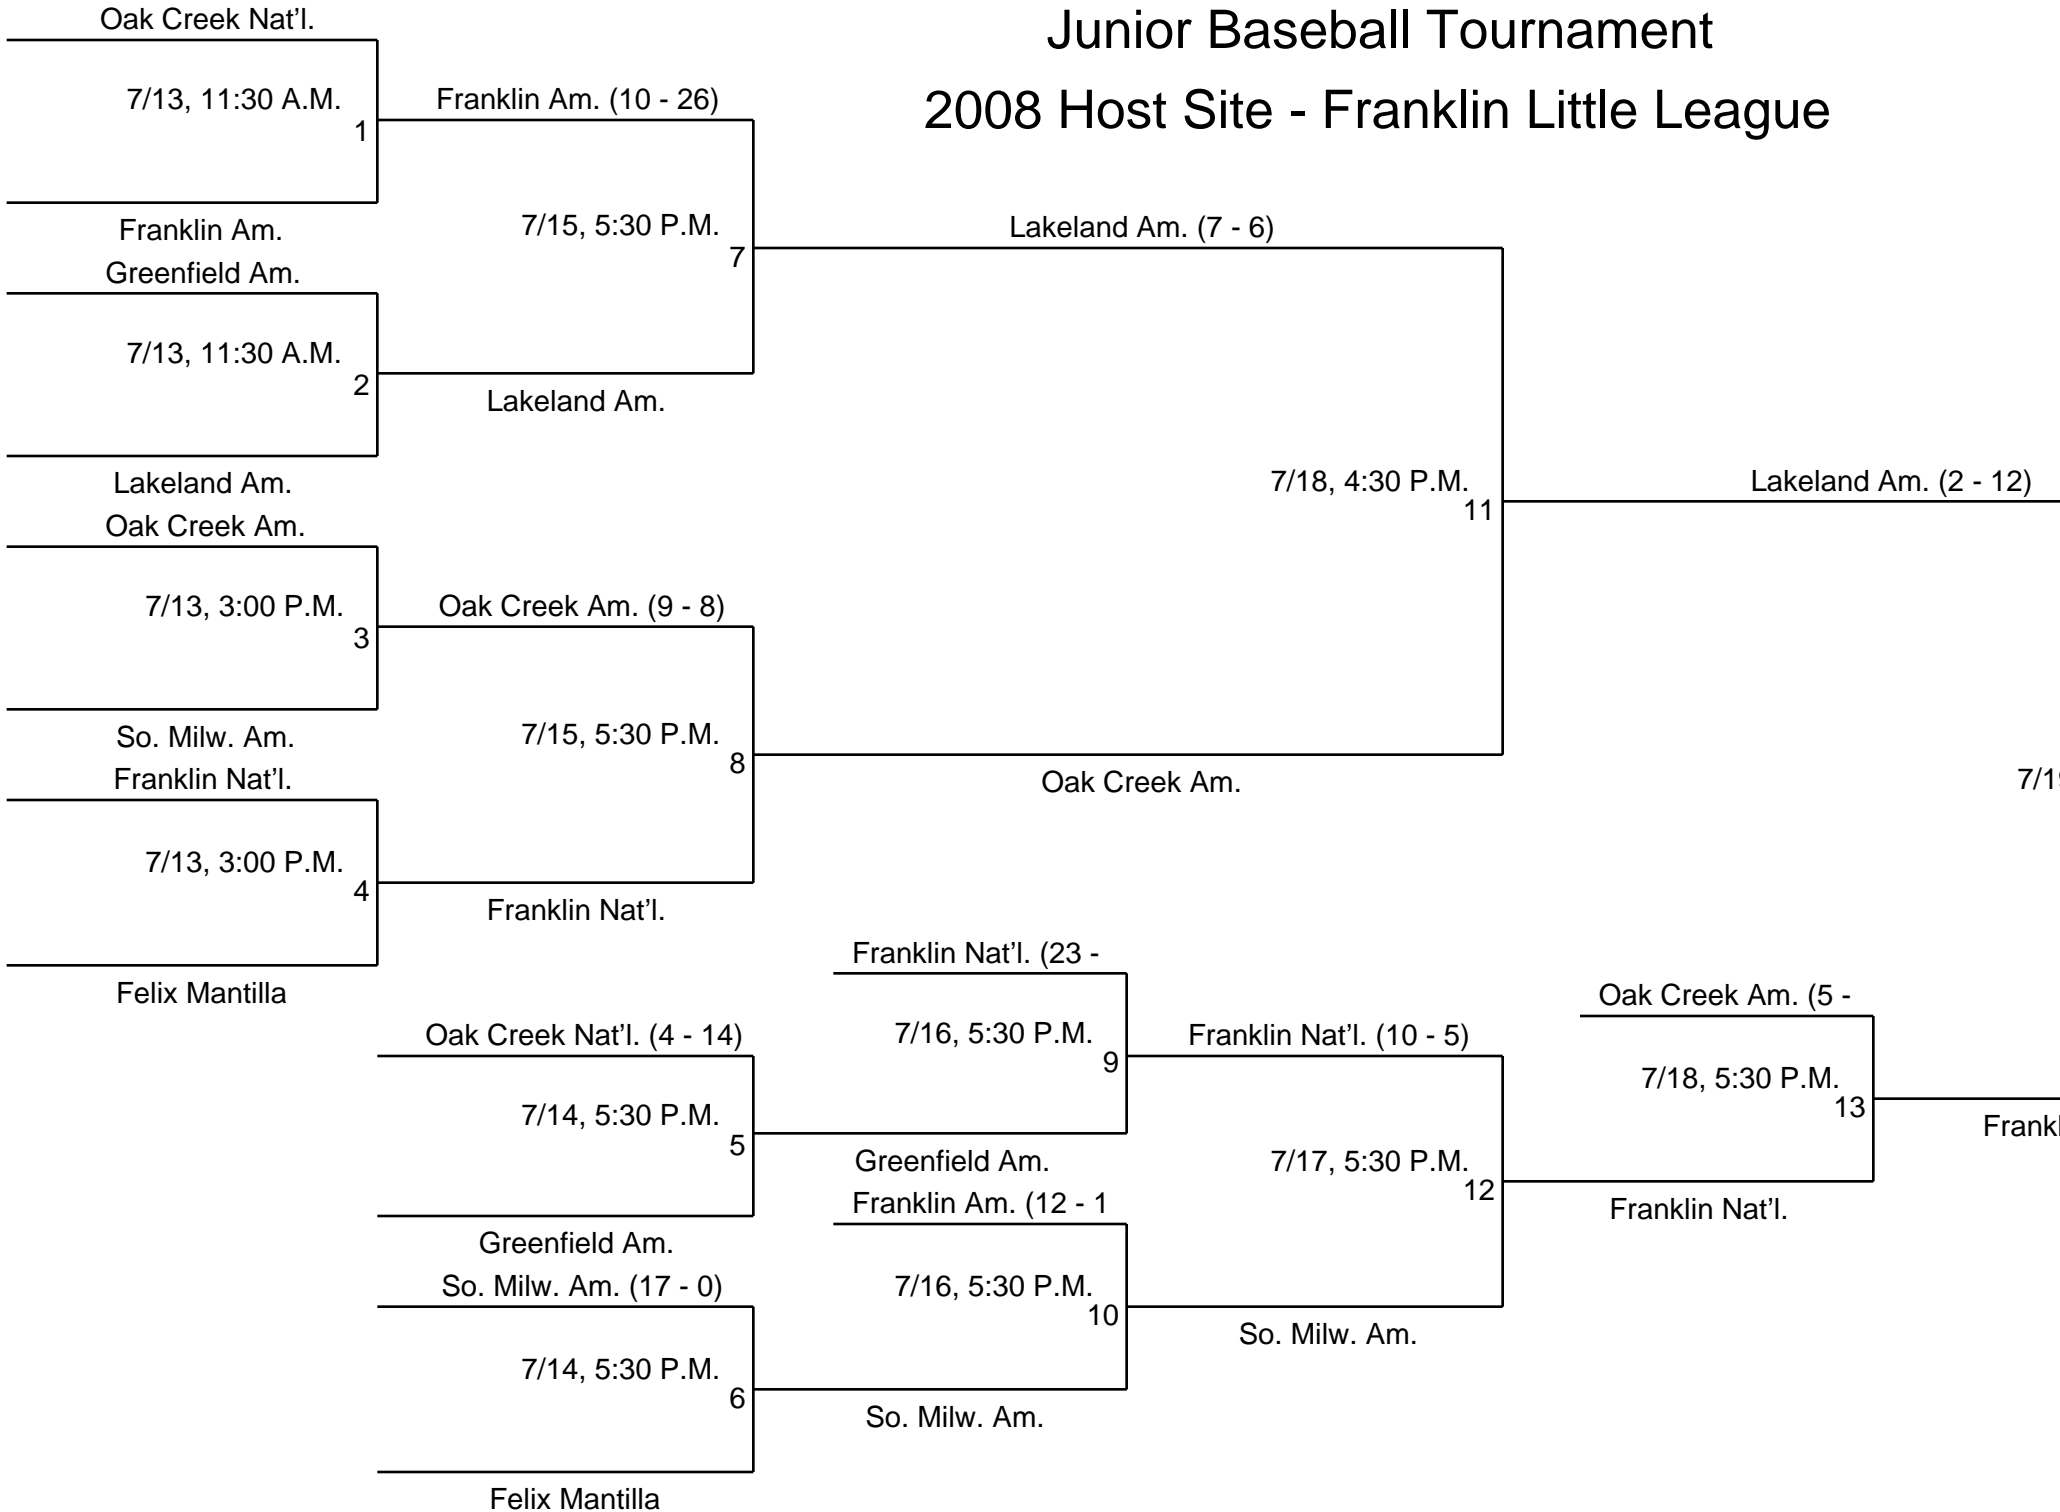 Junior Baseball Tournament
2008 Host Site - Franklin Little League
Oak Creek Nat'l.
7/13, 11:30 A.M.
1
Franklin Am.
Greenfield Am.
7/13, 11:30 A.M.
2
Lakeland Am.
Oak Creek Am.
7/13, 3:00 P.M.
3
So. Milw. Am.
Franklin Nat'l.
7/13, 3:00 P.M.
4
Felix Mantilla
Franklin Am. (10 - 26)
7/15, 5:30 P.M.
7
Lakeland Am.
Oak Creek Am. (9 - 8)
7/15, 5:30 P.M.
8
Franklin Nat'l.
Oak Creek Nat'l. (4 - 14)
7/14, 5:30 P.M.
5
Greenfield Am.
So. Milw. Am. (17 - 0)
7/14, 5:30 P.M.
6
Felix Mantilla
Lakeland Am. (7 - 6)
7/18, 4:30 P.M.
11
Oak Creek Am.
Franklin Nat'l. (23 -
7/16, 5:30 P.M.
9
Greenfield Am.
Franklin Am. (12 - 1
7/16, 5:30 P.M.
10
So. Milw. Am.
Franklin Nat'l. (10 - 5)
7/17, 5:30 P.M.
12
So. Milw. Am.
Lakeland Am. (2 - 12)
Oak Creek Am. (5 -
7/18, 5:30 P.M.
13
Franklin Nat'l.